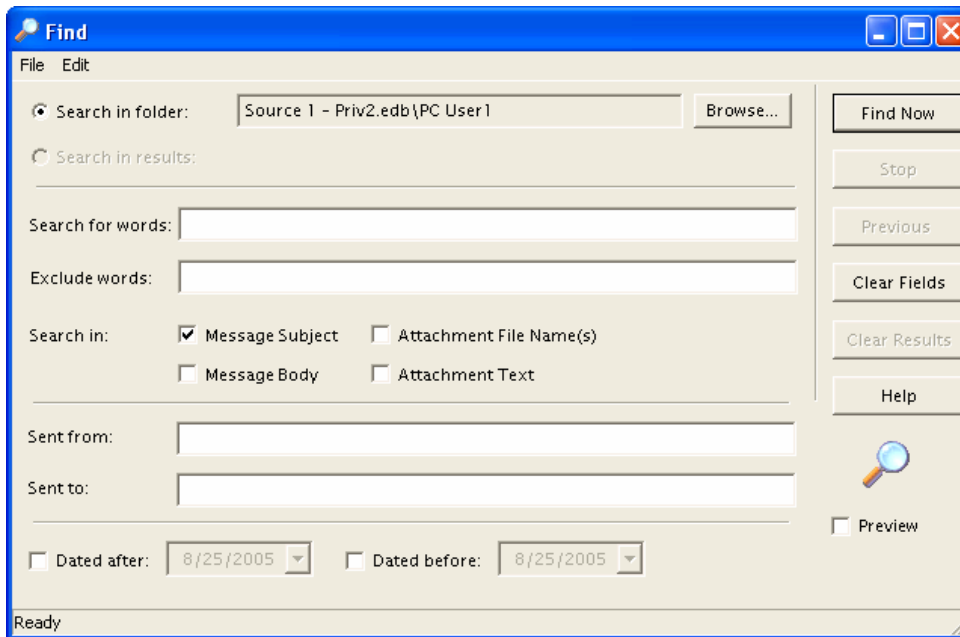 Find
File Edit
Search in folder: Source 1 - Priv2.edb\PC User1 Browse...
Search in results:
Search for words:
Exclude words:
Search in: Message Subject Attachment File Name(s)
Message Body Attachment Text
Sent from:
Sent to:
Dated after: 8/25/2005 Dated before: 8/25/2005
Find Now
Stop
Previous
Clear Fields
Clear Results
Help
Preview
Ready